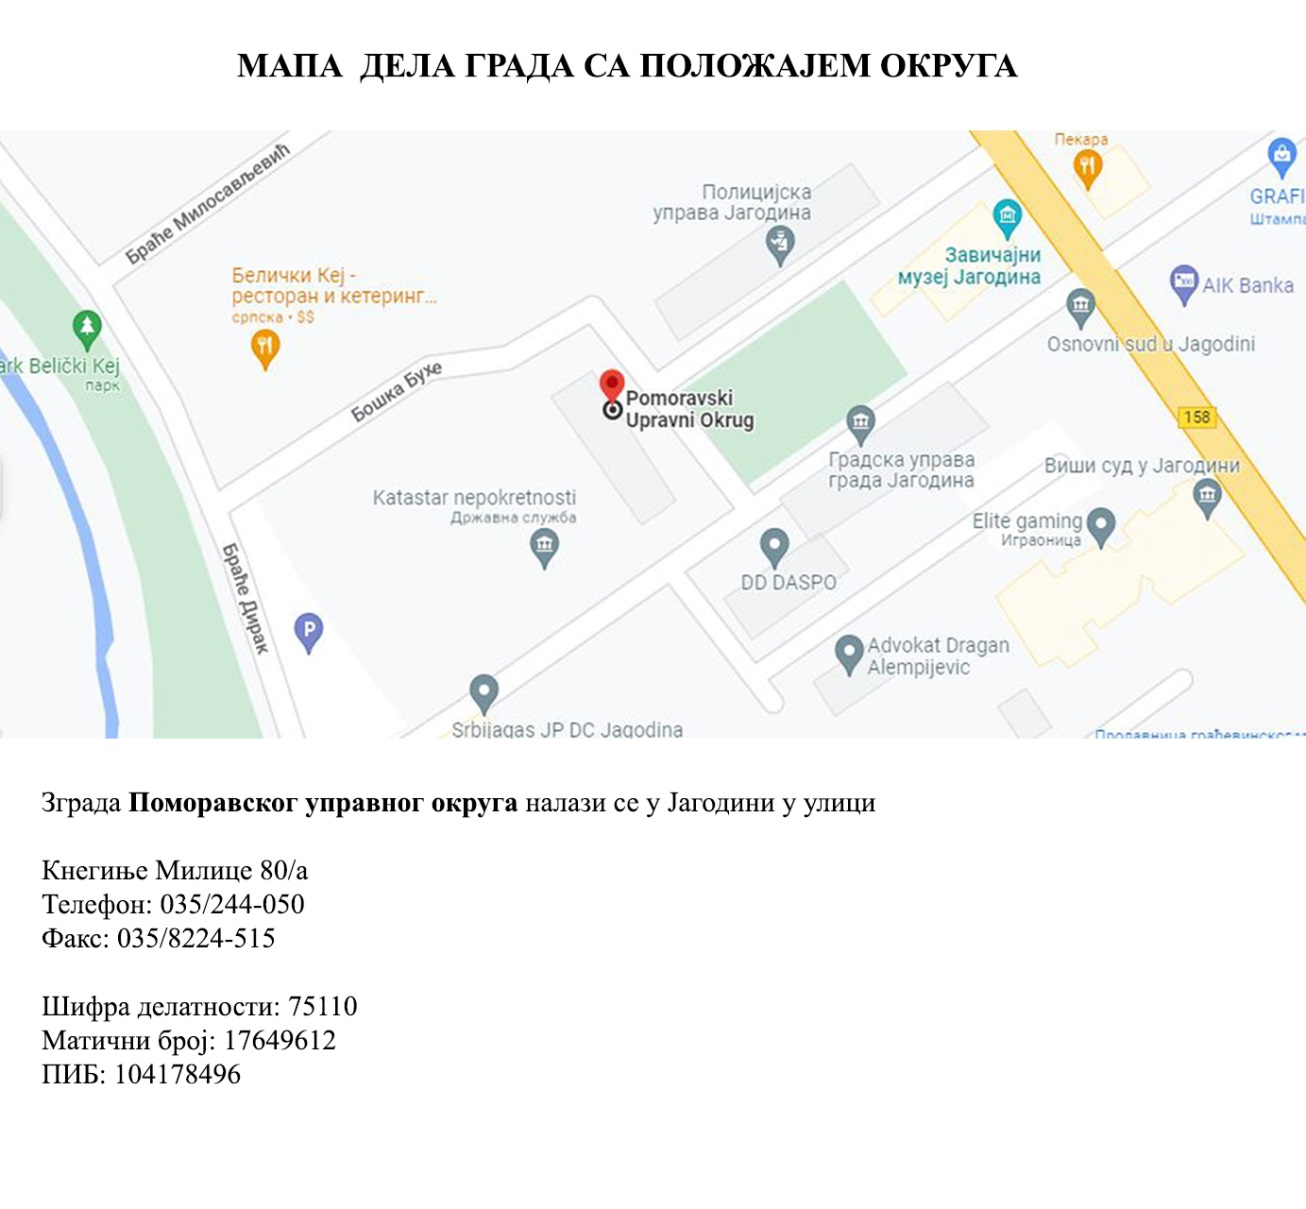 МАПА ДЕЛА ГРАДА СА ПОЛОЖАЈЕМ ОКРУГА
Пекара
Браће Милосављевић
Полицијска
управа Јагодина
GRAFI
Штампа
Завичајни
музеј Јагодина
Белички Кеј -
ресторан и кетеринг...
српска • $$
AIK Banka
Osnovni sud u Jagodini
ark Belički Kej
парк
Бошка Бухе
Pomoravski
Upravni Okrug
158
Градска управа
града Јагодина
Виши суд у Јагодини
Katastar nepokretnosti
Државна служба
Elite gaming
Играоница
Браће Дирак
DD DASPO
P
Advokat Dragan
Alempijevic
Srbijagas JP DC Jagodina
Продавница грађевинског
Зграда Поморавског управног округа налази се у Јагодини у улици
Кнегиње Милице 80/а
Телефон: 035/244-050
Факс: 035/8224-515
Шифра делатности: 75110
Матични број: 17649612
ПИБ: 104178496